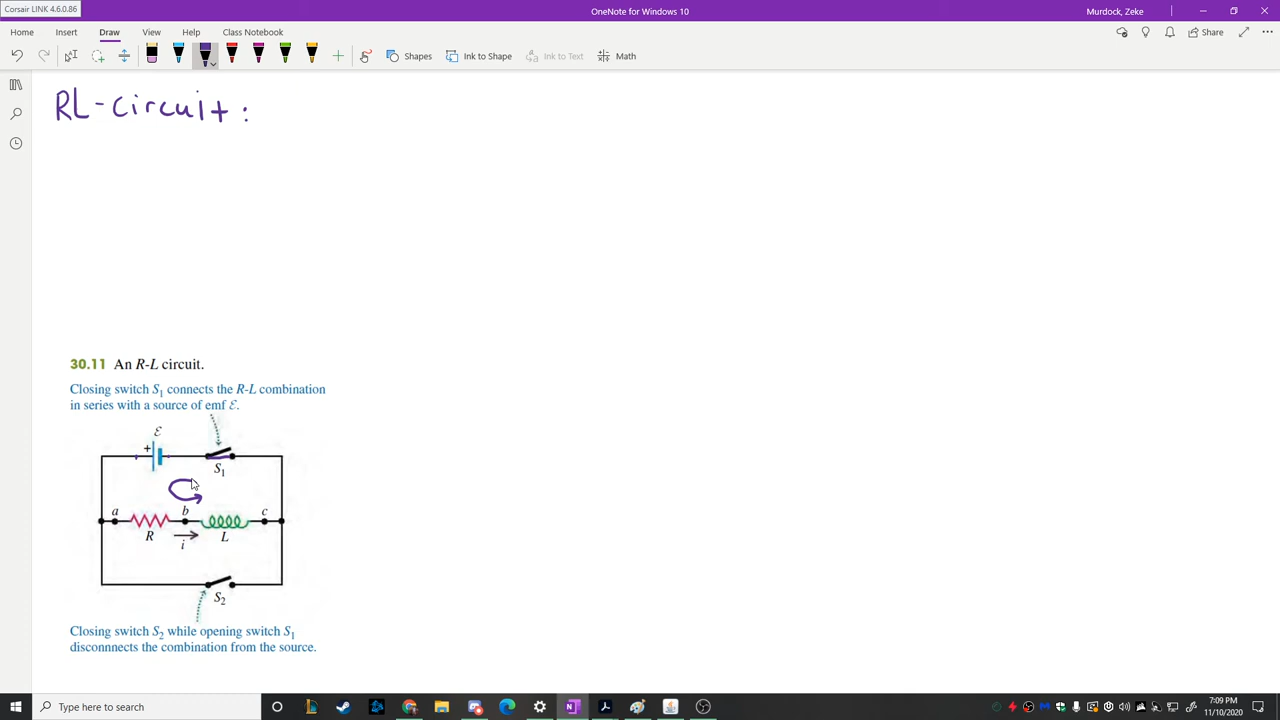 Corsair LINK 4.6.0.86
OneNote for Windows 10
Murdock, Zeke
Home Insert Draw View Help Class Notebook
Share
Shapes Ink to Shape Ink to Text Math
RL-circuit:
30.11 An R-L circuit.
Closing switch S1 connects the R-L combination
in series with a source of emf ℰ.
ℰ
+
S1
a b c
R i L
S2
Closing switch S2 while opening switch S1
disconnnects the combination from the source.
Type here to search
7:09 PM
11/10/2020